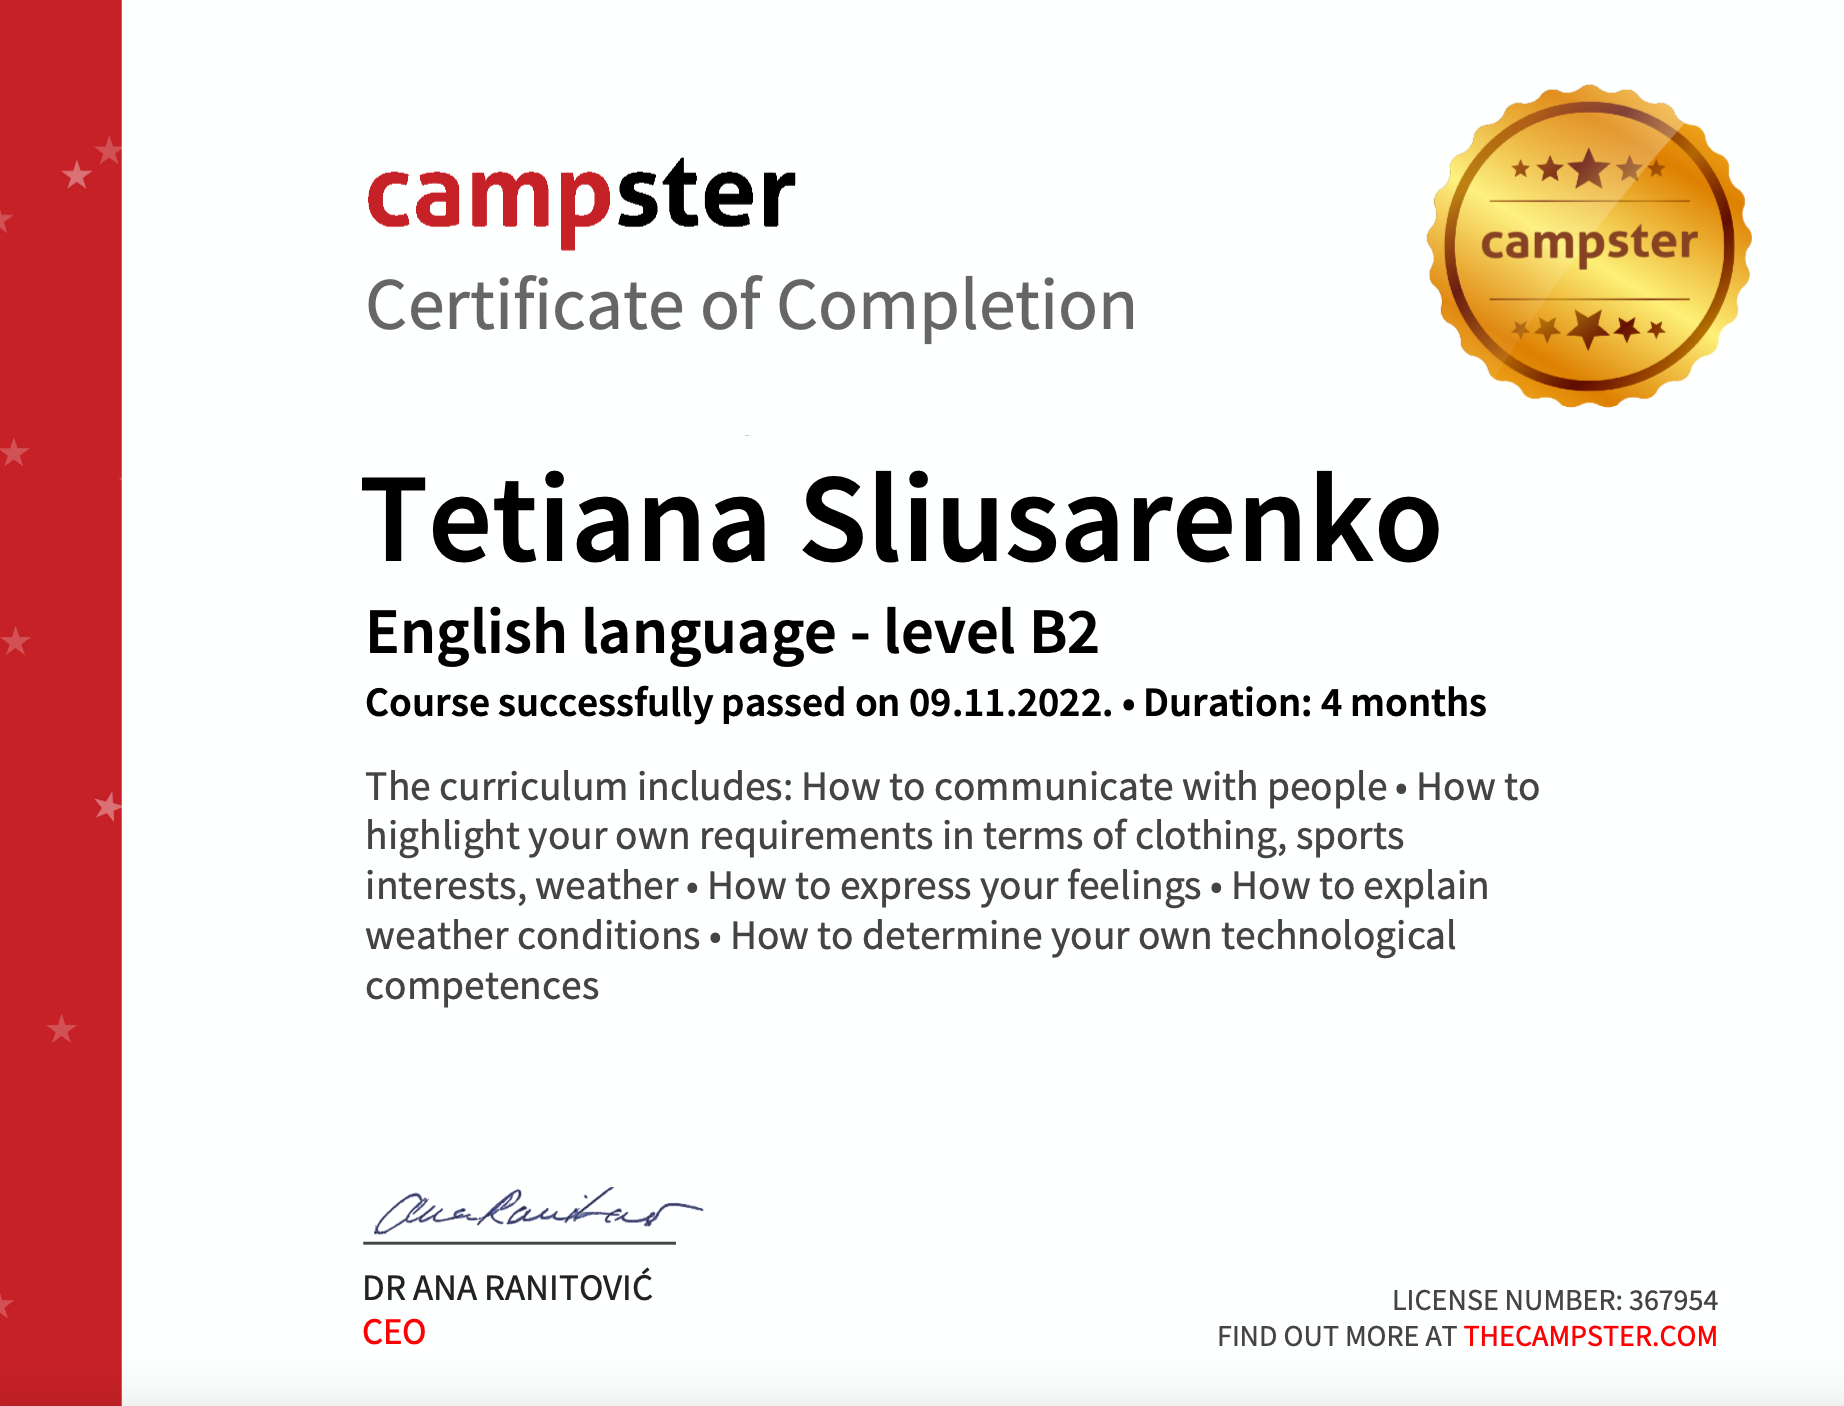 campster
Certificate of Completion
campster
Tetiana Sliusarenko
English language - level B2
Course successfully passed on 09.11.2022. • Duration: 4 months
The curriculum includes: How to communicate with people • How to
highlight your own requirements in terms of clothing, sports
interests, weather • How to express your feelings • How to explain
weather conditions • How to determine your own technological
competences
Ana Ranitović
DR ANA RANITOVIĆ
CEO
LICENSE NUMBER: 367954
FIND OUT MORE AT THECAMPSTER.COM